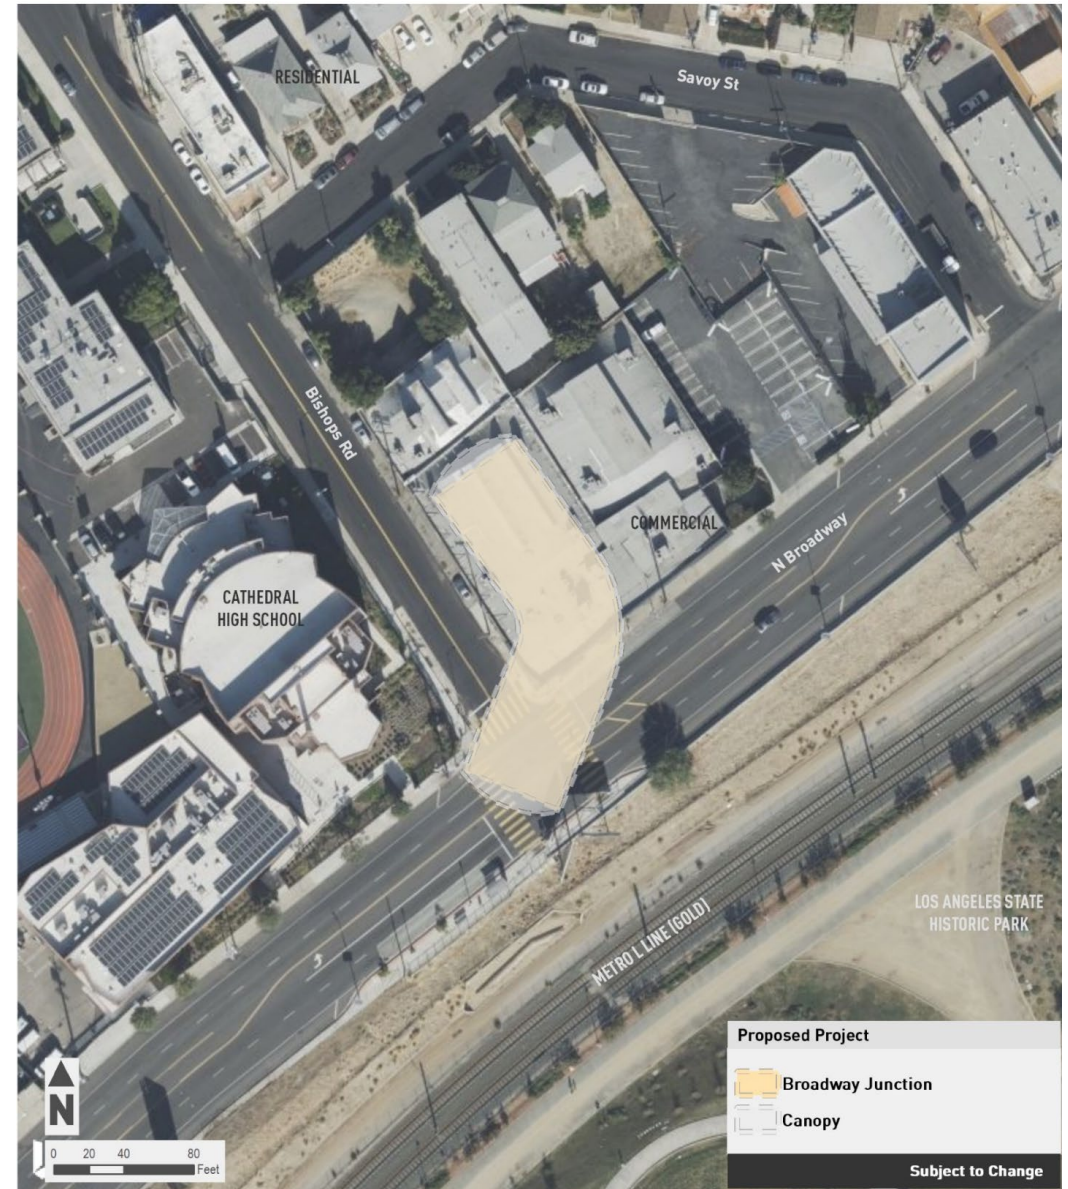 RESIDENTIAL
Savoy St
Bishops Rd
COMMERCIAL
N Broadway
CATHEDRAL
HIGH SCHOOL
LOS ANGELES STATE
HISTORIC PARK
METRO L LINE (GOLD)
Proposed Project
Broadway Junction
Canopy
N
0 20 40 80
Feet
Subject to Change